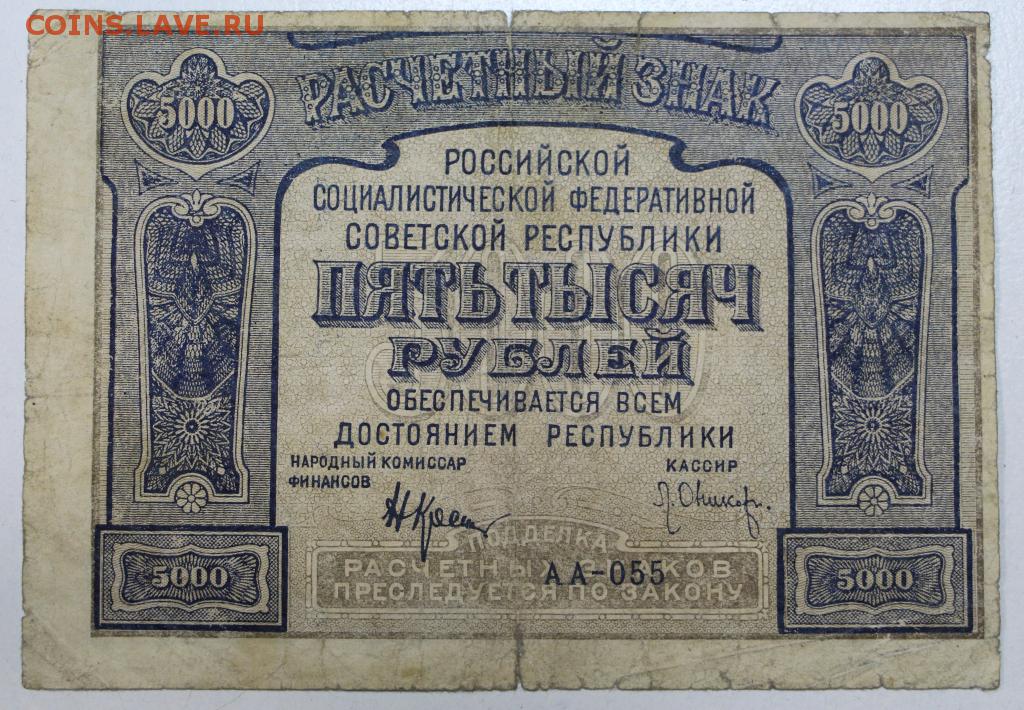 COINS.LAVE.RU
РАСЧЕТНЫЙ ЗНАК
5000
5000
РОССИЙСКОЙ
СОЦИАЛИСТИЧЕСКОЙ ФЕДЕРАТИВНОЙ
СОВЕТСКОЙ РЕСПУБЛИКИ
ПЯТЬ ТЫСЯЧ
РУБЛЕЙ
ОБЕСПЕЧИВАЕТСЯ ВСЕМ
ДОСТОЯНИЕМ РЕСПУБЛИКИ
НАРОДНЫЙ КОМИССАР
ФИНАНСОВ
КАССИР
ПОДДЕЛКА
РАСЧЕТНЫХ ЗНАКОВ
АА-055
ПРЕСЛЕДУЕТСЯ ПО ЗАКОНУ
5000
5000